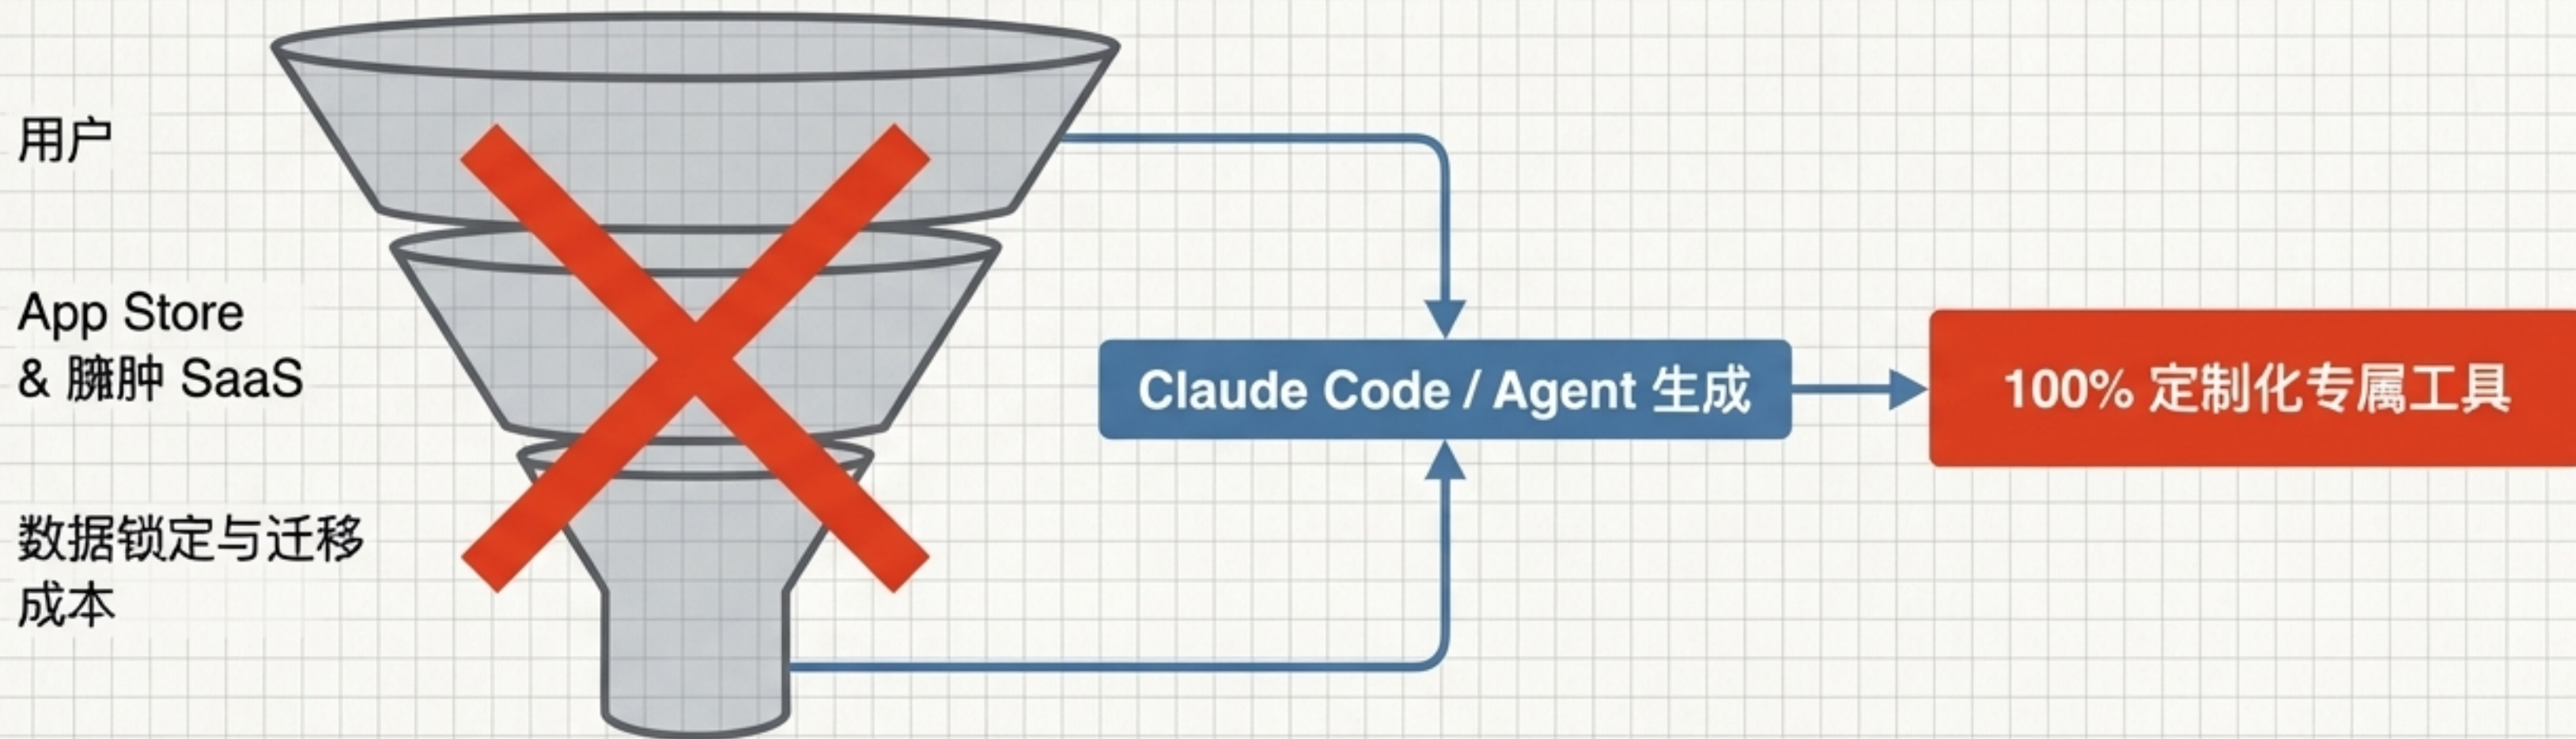 用户
App Store
& 臃肿 SaaS
数据锁定与迁移
成本
Claude Code / Agent 生成
100% 定制化专属工具